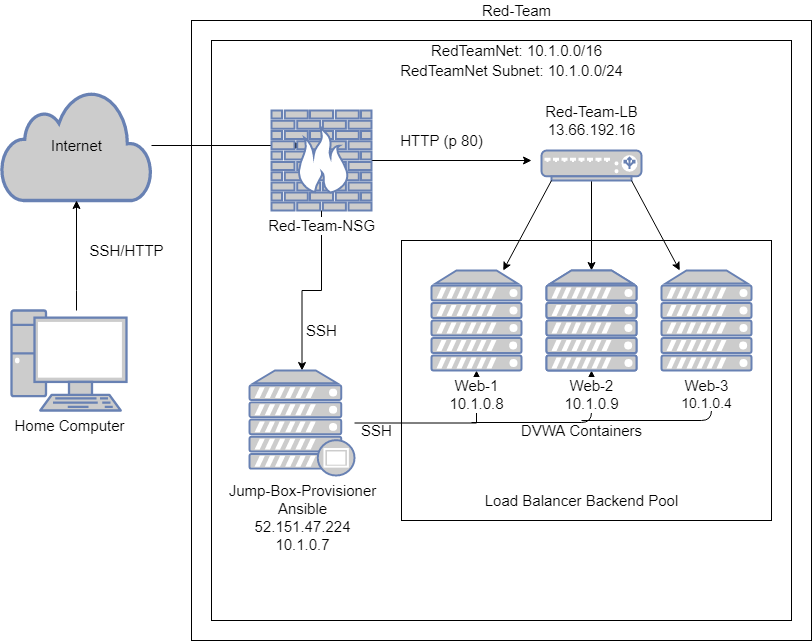 Red-Team
RedTeamNet: 10.1.0.0/16
RedTeamNet Subnet: 10.1.0.0/24
Red-Team-LB
13.66.192.16
Internet
HTTP (p 80)
Red-Team-NSG
SSH/HTTP
SSH
Home Computer
Web-1
10.1.0.8
Web-2
10.1.0.9
Web-3
10.1.0.4
SSH
DVWA Containers
Jump-Box-Provisioner
Ansible
52.151.47.224
10.1.0.7
Load Balancer Backend Pool